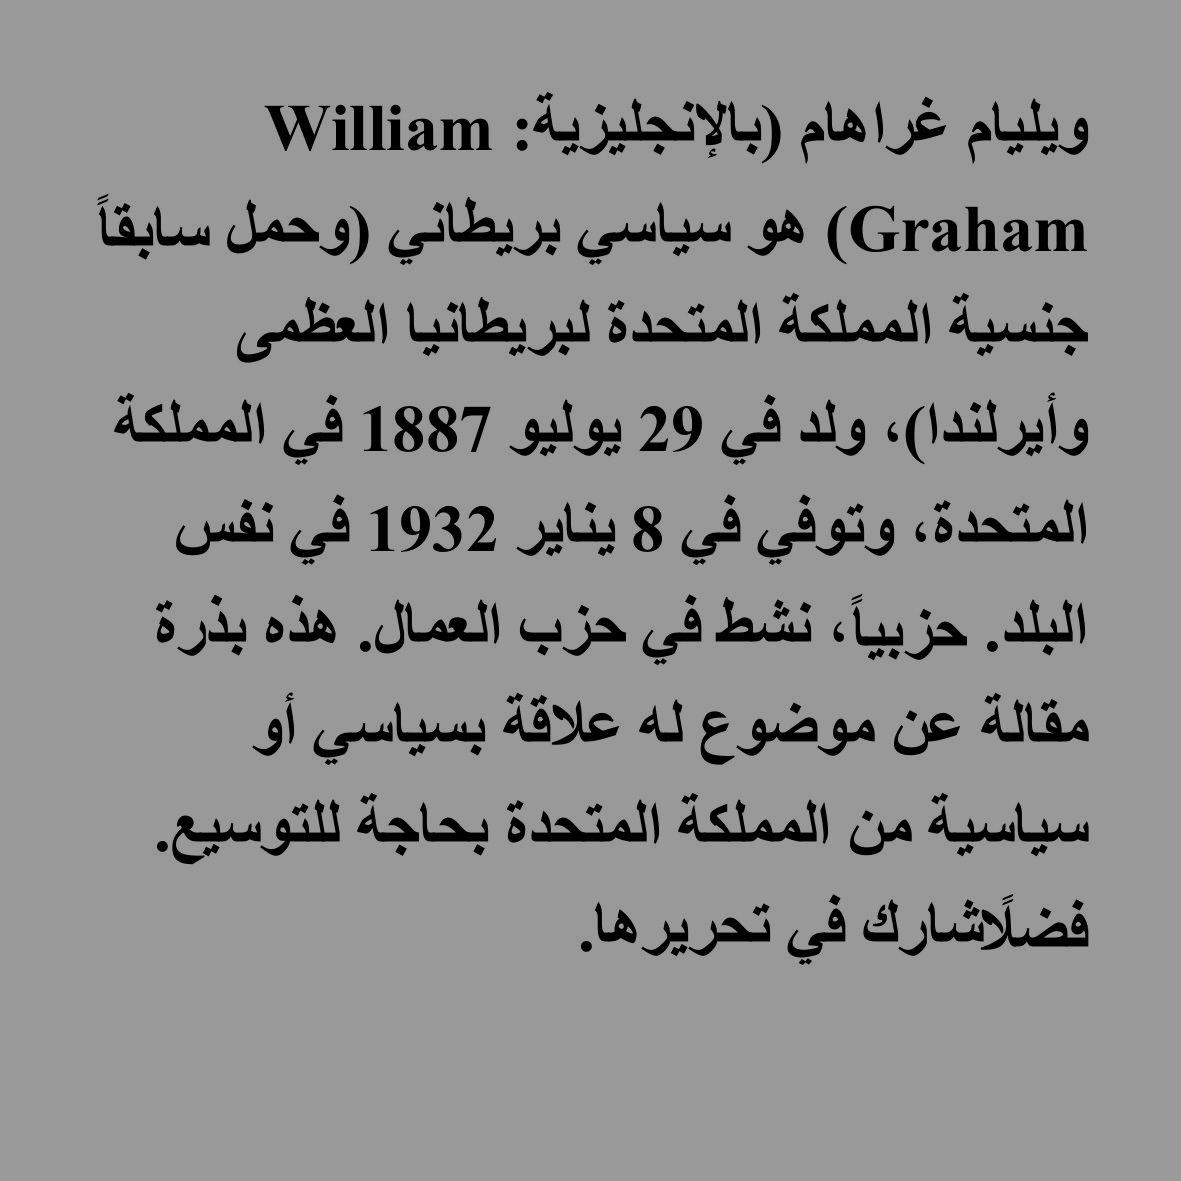 ويليام غراهام (بالإنجليزية: William
Graham) هو سياسي بريطاني (وحمل سابقاً
جنسية المملكة المتحدة لبريطانيا العظمى
وأيرلندا)، ولد في 29 يوليو 1887 في المملكة
المتحدة، وتوفي في 8 يناير 1932 في نفس
البلد. حزبياً، نشط في حزب العمال. هذه بذرة
مقالة عن موضوع له علاقة بسياسي أو
سياسية من المملكة المتحدة بحاجة للتوسيع.
فضلًاشارك في تحريرها.